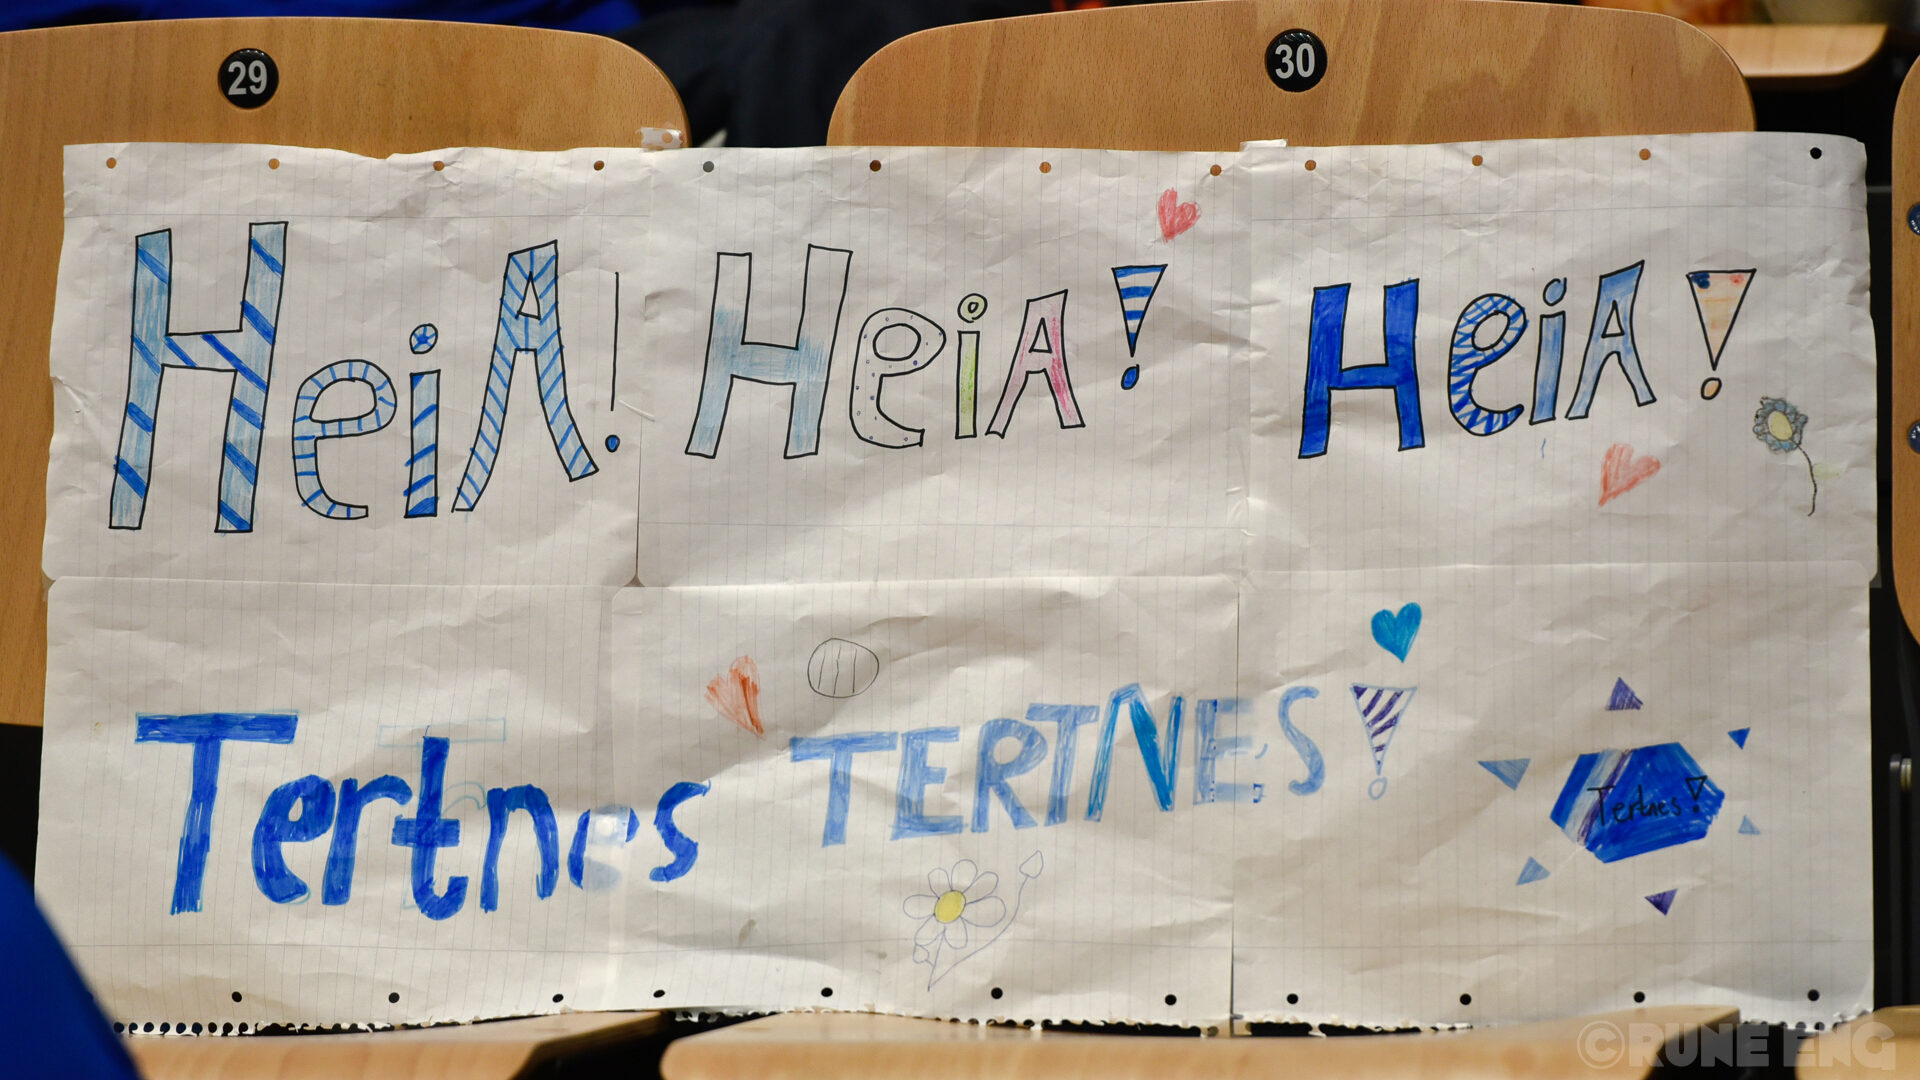 29
30
HeiA! HeiA! HeiA!
Tertnes TERTNES!
Tertnes!
©RUNE ENG